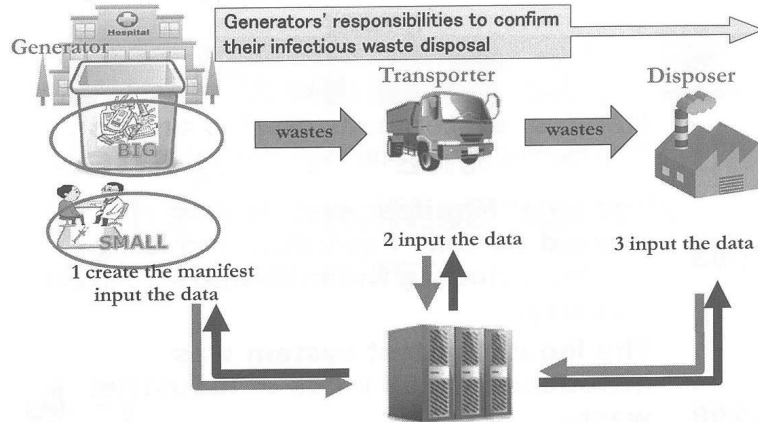 Generators' responsibilities to confirm
their infectious waste disposal
Generator
Hospital
Transporter
Disposer
BIG
wastes
wastes
SMALL
1 create the manifest
input the data
2 input the data
3 input the data